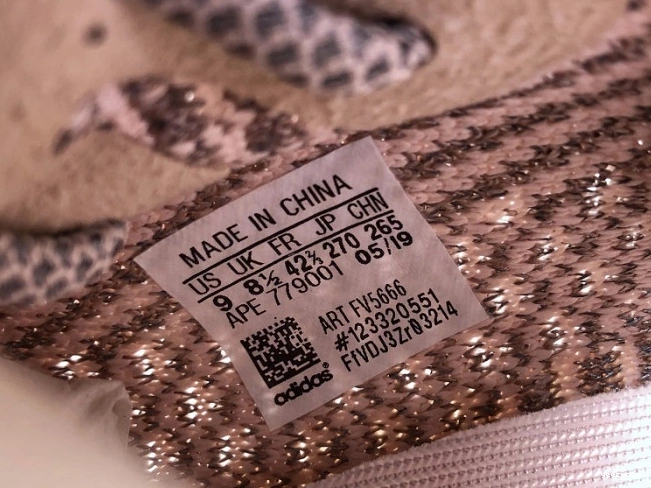 MADE IN CHINA
US UK FR JP CHN
9 8½ 42⅔ 270 265
APE 779001 05/19
ART FV5666
#123320551
FfVDJ3Zr03214
adidas®